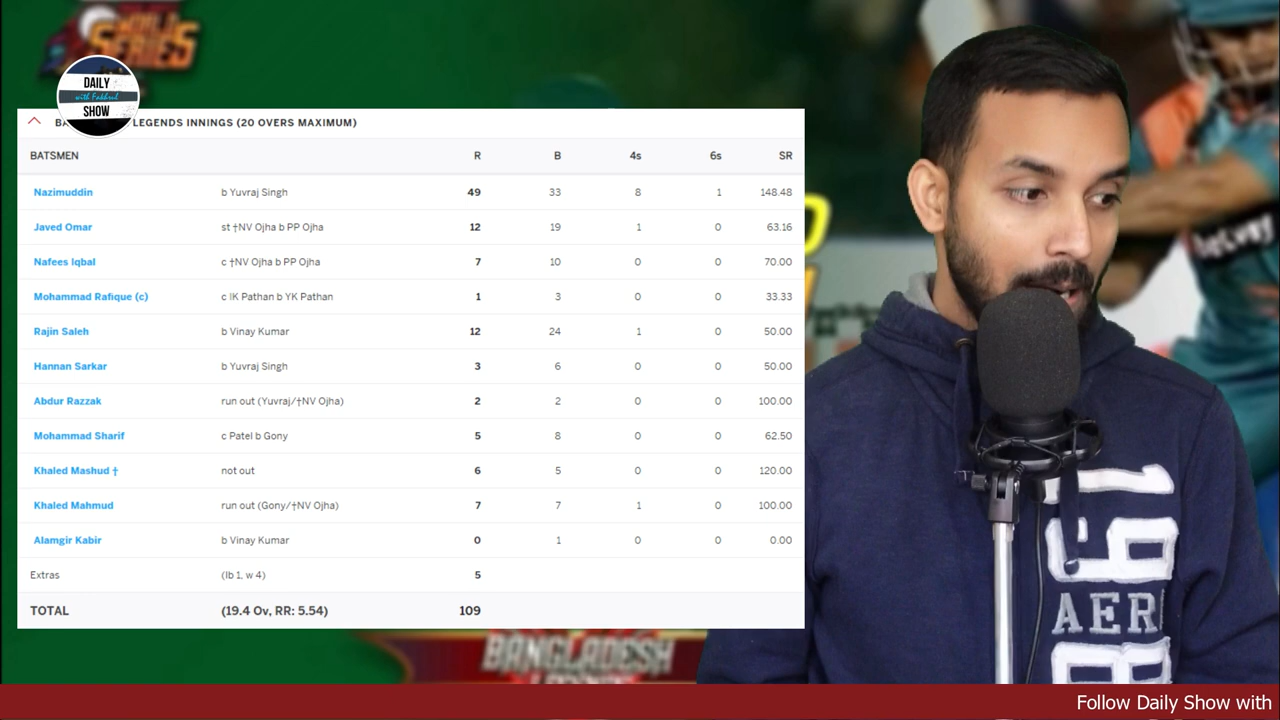 SERIES
DAILY
with Fakhrul
SHOW
LEGENDS INNINGS (20 OVERS MAXIMUM)
BATSMEN R B 4s 6s SR
Nazimuddin b Yuvraj Singh 49 33 8 1 148.48
Javed Omar st †NV Ojha b PP Ojha 12 19 1 0 63.16
Nafees Iqbal c †NV Ojha b PP Ojha 7 10 0 0 70.00
Mohammad Rafique (c) c IK Pathan b YK Pathan 1 3 0 0 33.33
Rajin Saleh b Vinay Kumar 12 24 1 0 50.00
Hannan Sarkar b Yuvraj Singh 3 6 0 0 50.00
Abdur Razzak run out (Yuvraj/†NV Ojha) 2 2 0 0 100.00
Mohammad Sharif c Patel b Gony 5 8 0 0 62.50
Khaled Mashud † not out 6 5 0 0 120.00
Khaled Mahmud run out (Gony/†NV Ojha) 7 7 1 0 100.00
Alamgir Kabir b Vinay Kumar 0 1 0 0 0.00
Extras (lb 1, w 4) 5
TOTAL (19.4 Ov, RR: 5.54) 109
BANGLADESH
LEGENDS
19
AER
Follow Daily Show with